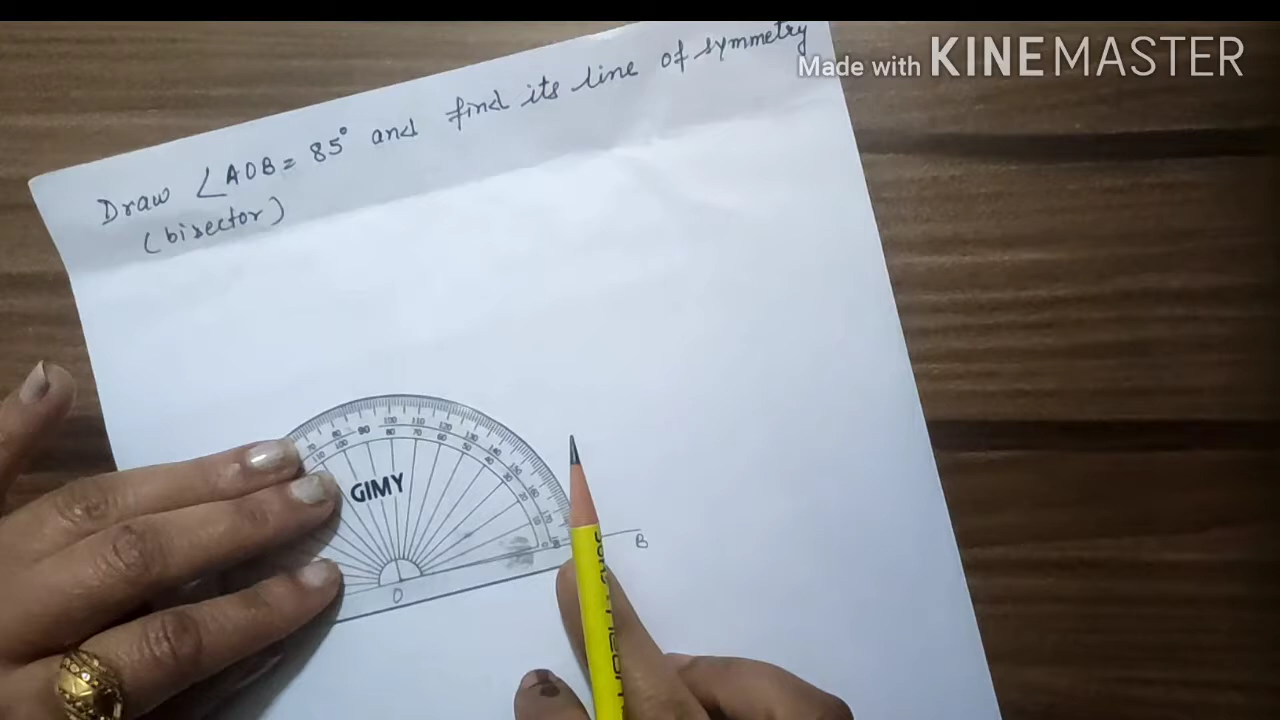 Made with KINEMASTER
Draw ∠AOB = 85° and find its line of symmetry
(bisector)
GIMY
O
B